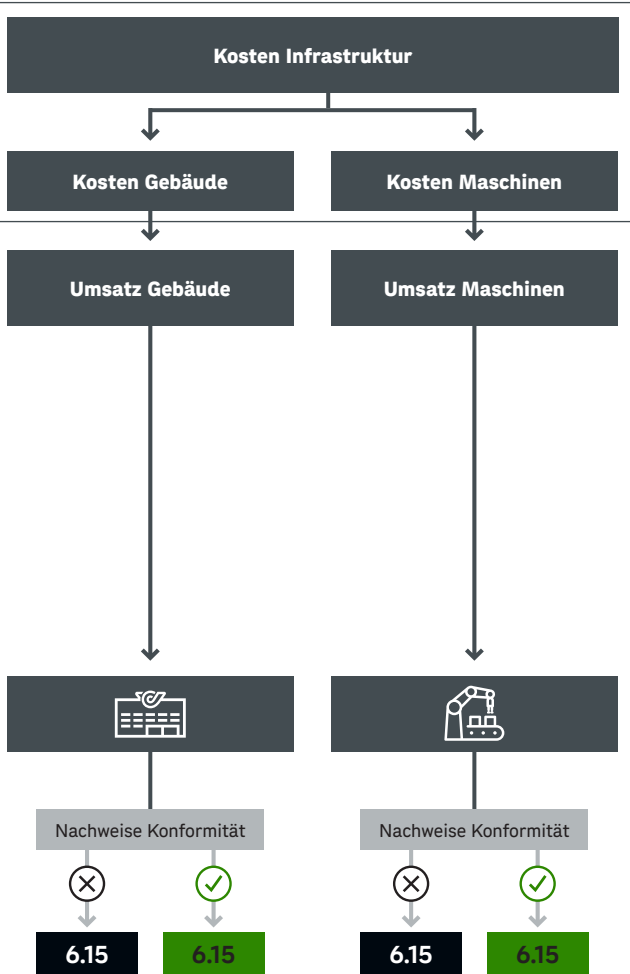 Kosten Infrastruktur
Kosten Gebäude
Kosten Maschinen
Umsatz Gebäude
Umsatz Maschinen
Nachweise Konformität
Nachweise Konformität
6.15
6.15
6.15
6.15